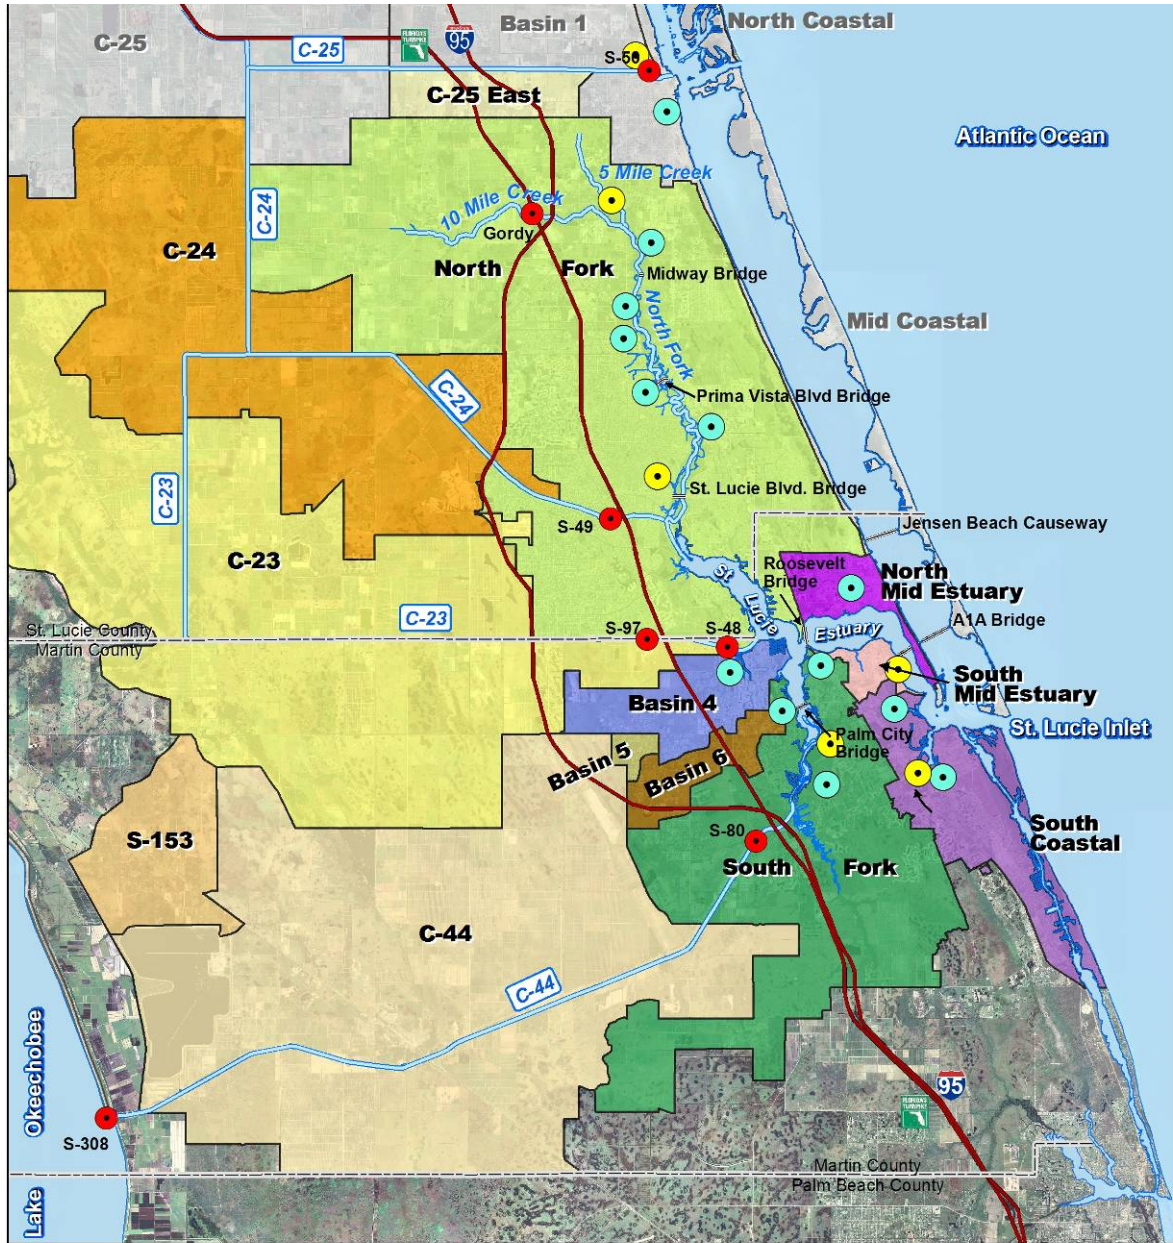 North Coastal
Basin 1
C-25
C-25
FLORIDA'S
TURNPIKE
95
S-50
C-25 East
Atlantic Ocean
5 Mile Creek
10 Mile Creek
C-24
Gordy
C-24
North Fork
Midway Bridge
North Fork
Mid Coastal
C-24
Prima Vista Blvd Bridge
St. Lucie Blvd. Bridge
C-23
S-49
Jensen Beach Causeway
C-23
Roosevelt
Bridge
North
Mid Estuary
St Lucie Estuary
C-23
A1A Bridge
St. Lucie County
Martin County
S-97
S-48
South
Mid Estuary
Basin 4
St. Lucie Inlet
Palm City
Bridge
Basin 5
Basin 6
S-153
S-80
South
Coastal
South Fork
C-44
C-44
Lake Okeechobee
95
FLORIDA'S
TURNPIKE
S-308
Martin County
Palm Beach County